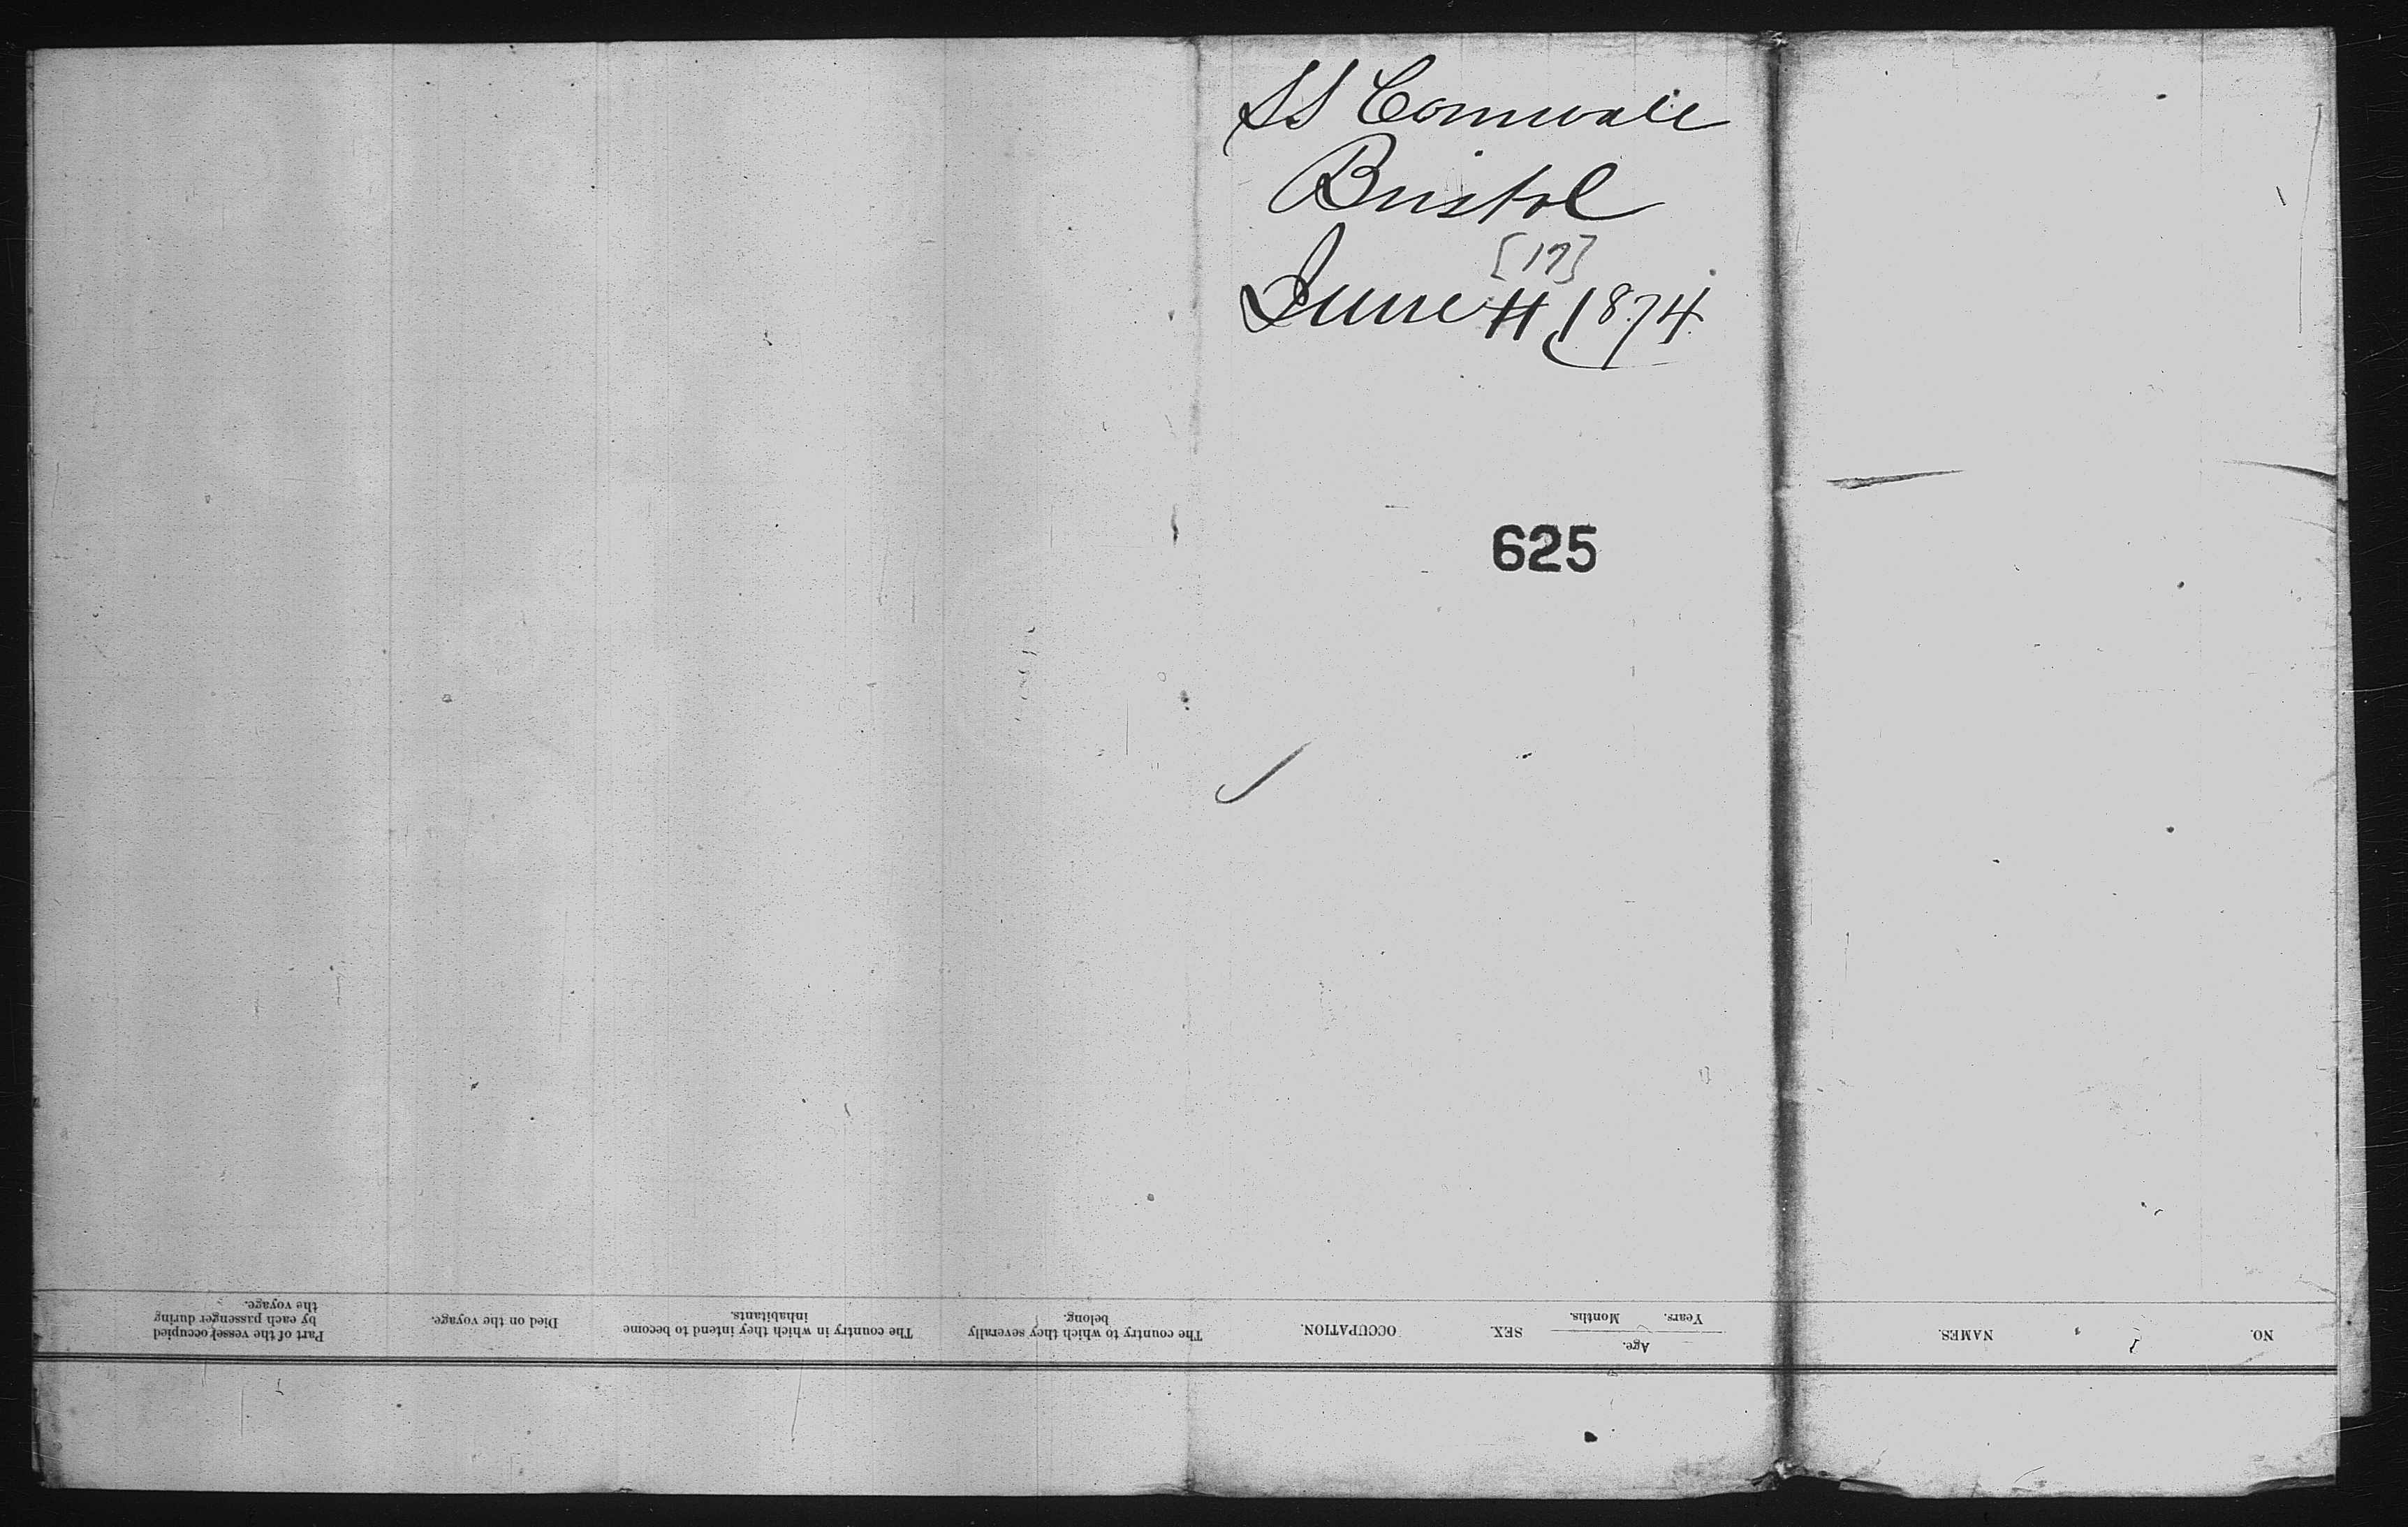 SS Cornwall
Bristol
[17]
June 11 1874
625
NO.
NAMES.
Age.
Years. Months.
SEX.
OCCUPATION.
The country to which they severally
belong.
The country in which they intend to become
inhabitants.
Died on the voyage.
Part of the vessel occupied
by each passenger during
the voyage.